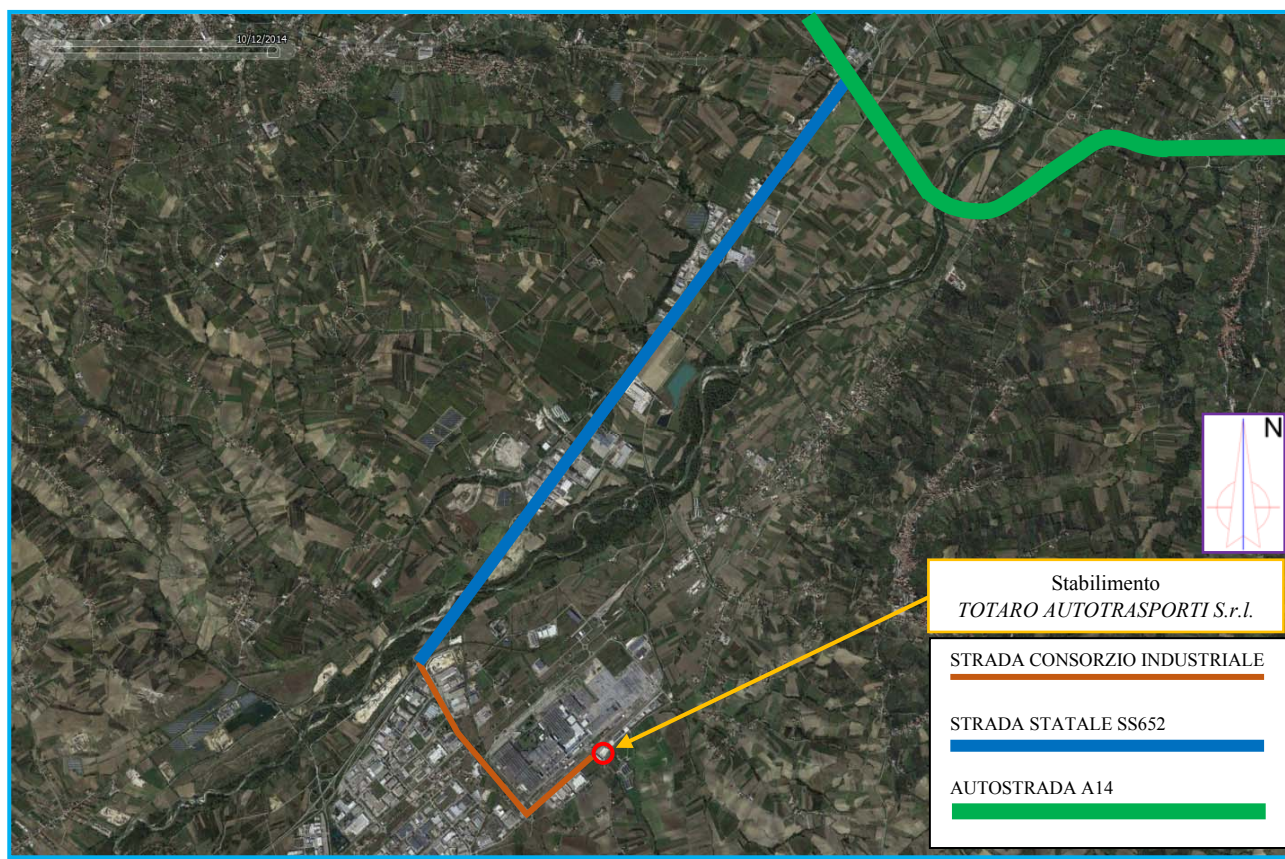 10/12/2014
N
Stabilimento
TOTARO AUTOTRASPORTI S.r.l.
STRADA CONSORZIO INDUSTRIALE
STRADA STATALE SS652
AUTOSTRADA A14